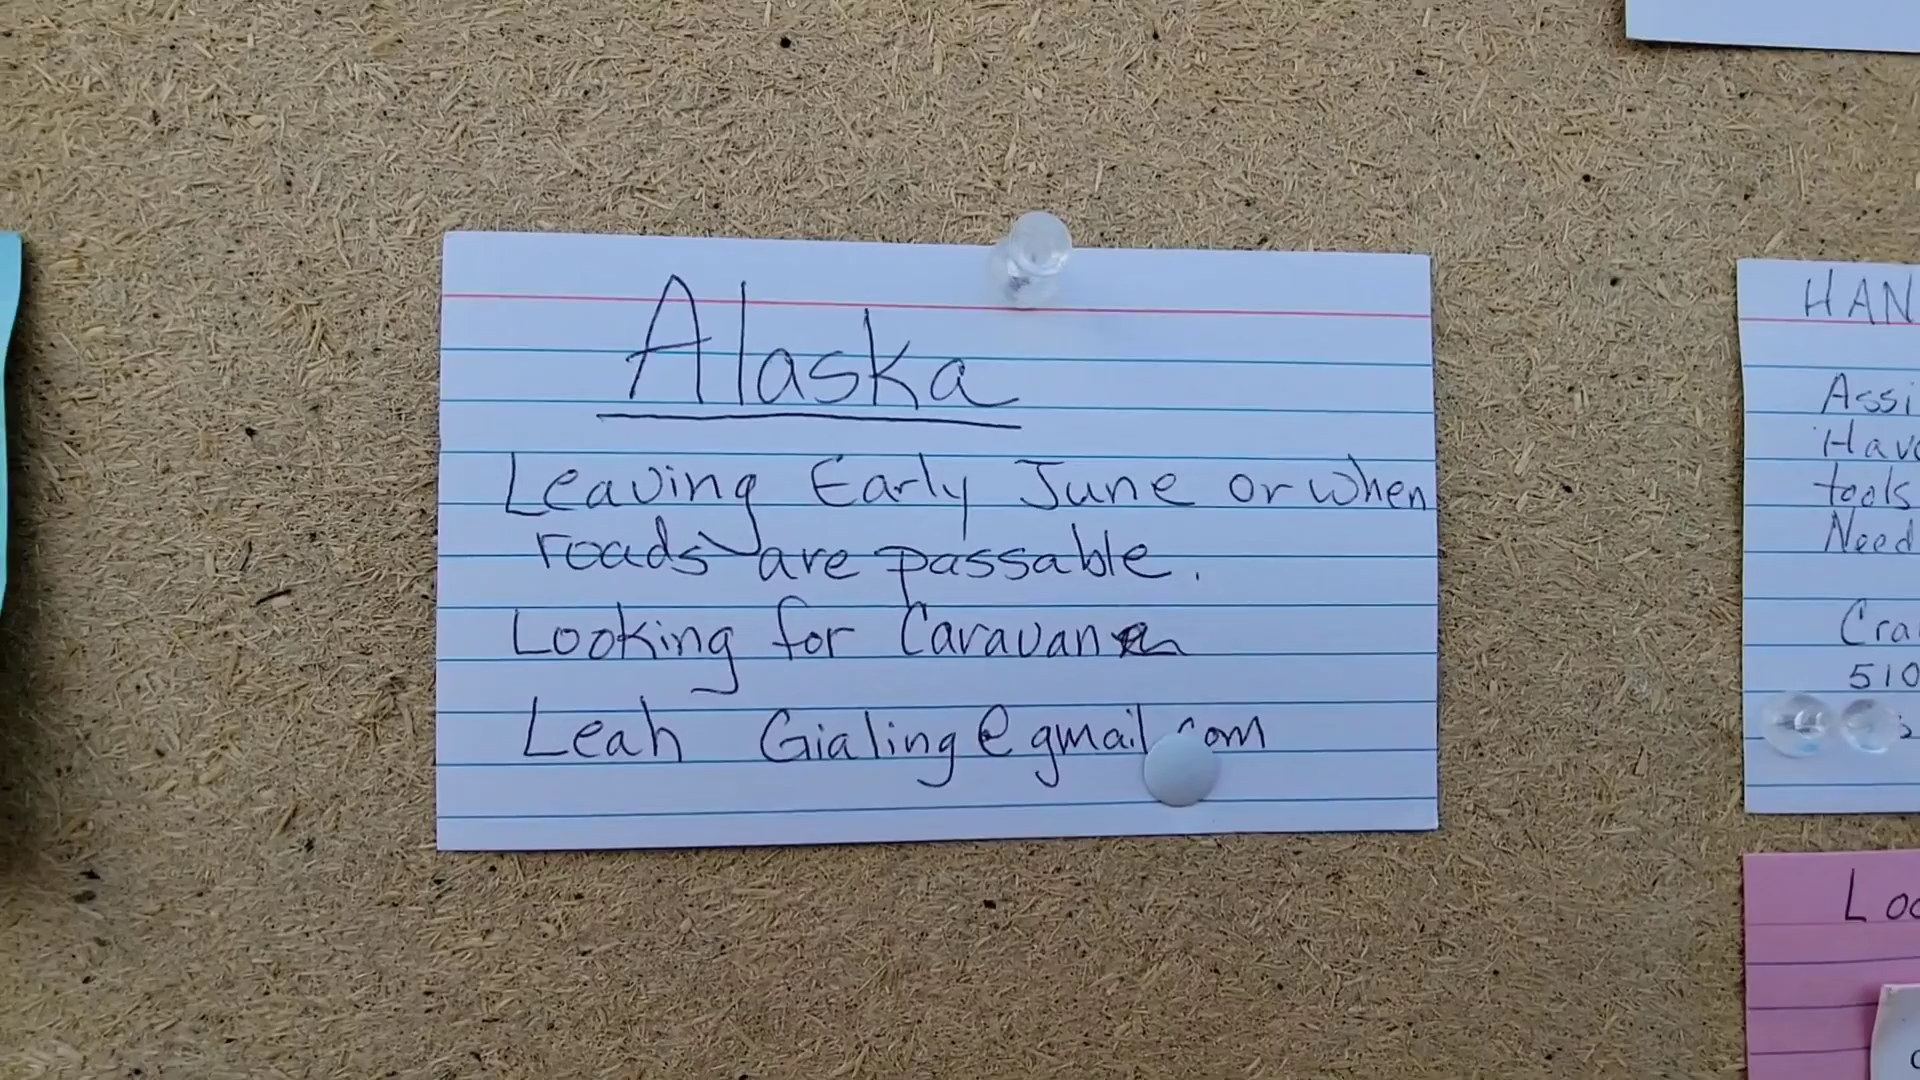 Alaska
Leaving Early June or when
roads are passable.
Looking for Caravan
Leah Gialing@gmail.com
HAN
Assi
Have
tools
Need
Cra
510
Loo